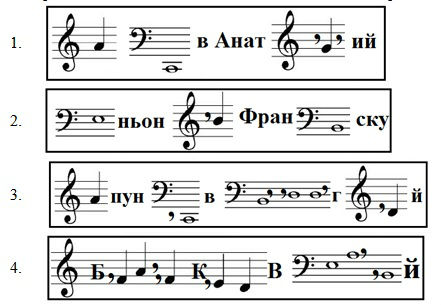 1. в Анат ий
2. ньон Фран ску
3. пун в г й
4. Б К В Й